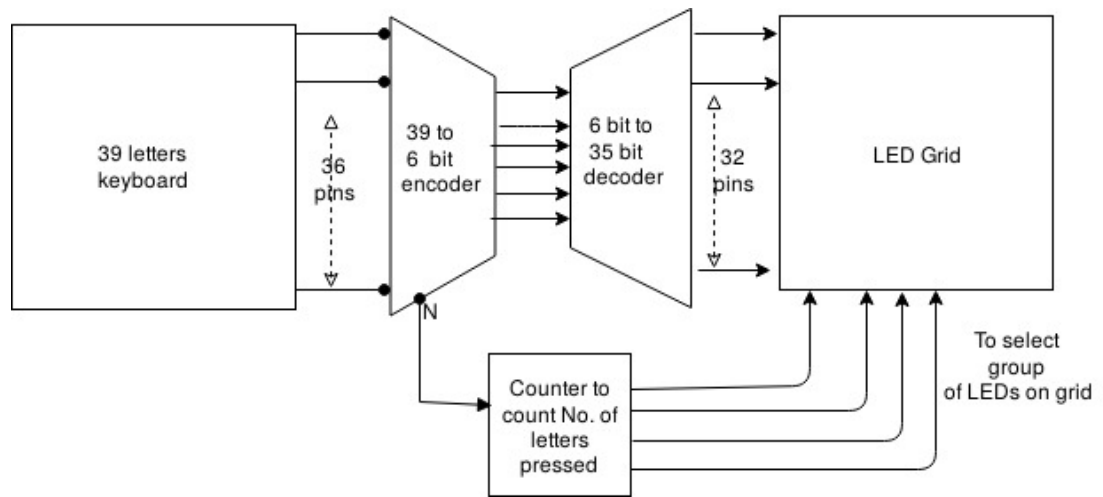 39 letters
keyboard
36
pins
39 to
6 bit
encoder
N
6 bit to
35 bit
decoder
32
pins
LED Grid
Counter to
count No. of
letters
pressed
To select
group
of LEDs on grid